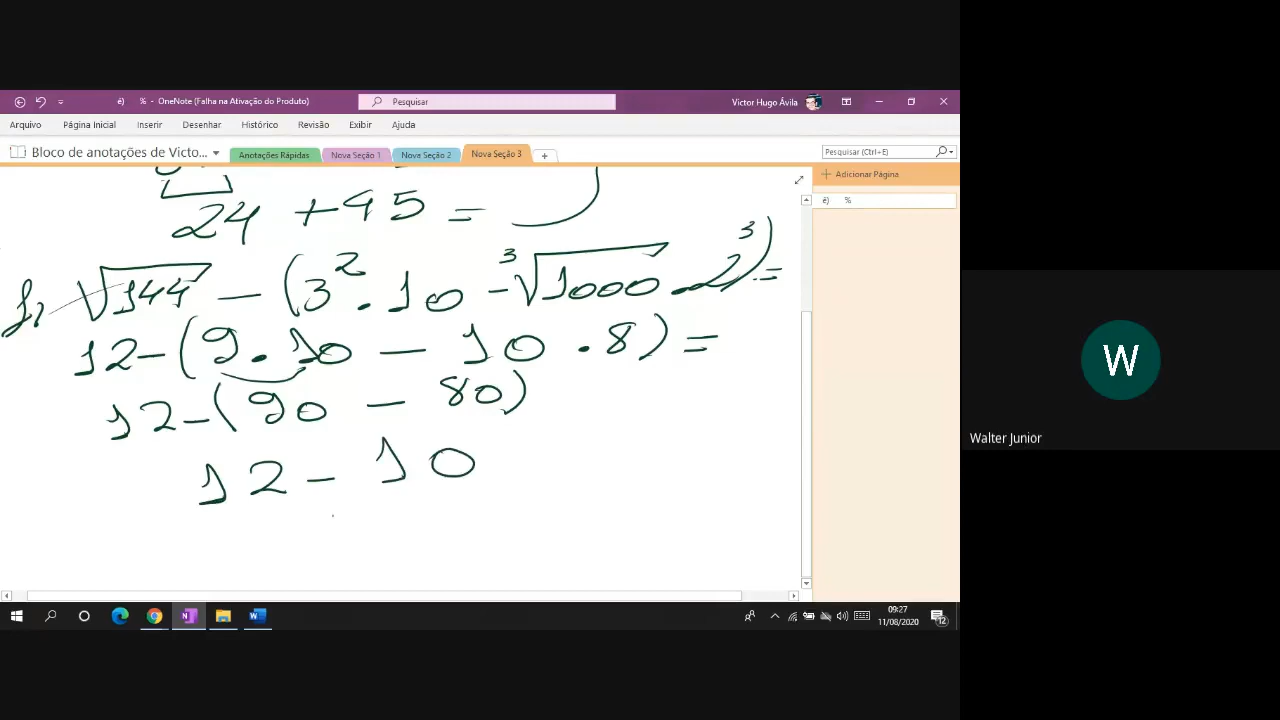 é) % - OneNote (Falha na Ativação do Produto)
Pesquisar
Victor Hugo Ávila
Arquivo Página Inicial Inserir Desenhar Histórico Revisão Exibir Ajuda
Bloco de anotações de Victo...
Anotações Rápidas
Nova Seção 1
Nova Seção 2
Nova Seção 3
Pesquisar (Ctrl+E)
Adicionar Página
é) %
24 + 45 =
√144 - (3² . 10 - ³√1000 . 2³) =
12 - (9 . 10 - 10 . 8) =
12 - (90 - 80)
12 - 10
W
Walter Junior
09:27
11/08/2020
12